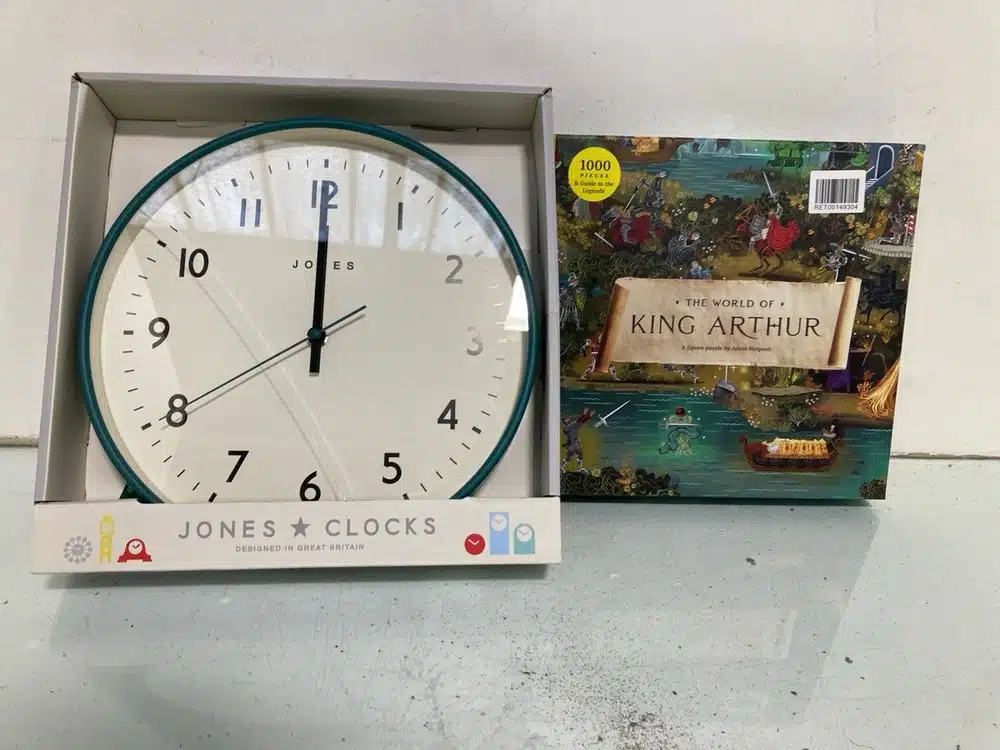 12
11
1
10
2
JONES
9
3
8
4
7
5
6
JONES ★ CLOCKS
DESIGNED IN GREAT BRITAIN
1000
PIECES
& Guide to the
Legends
RET00149304
• THE WORLD OF •
KING ARTHUR
A jigsaw puzzle by Adam Simpson